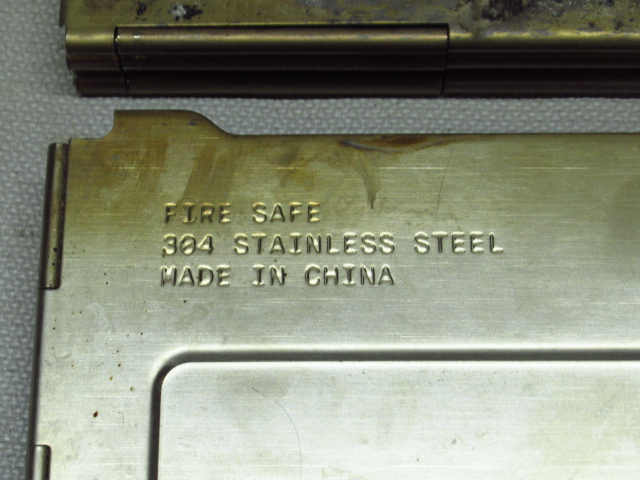 FIRE SAFE
304 STAINLESS STEEL
MADE IN CHINA